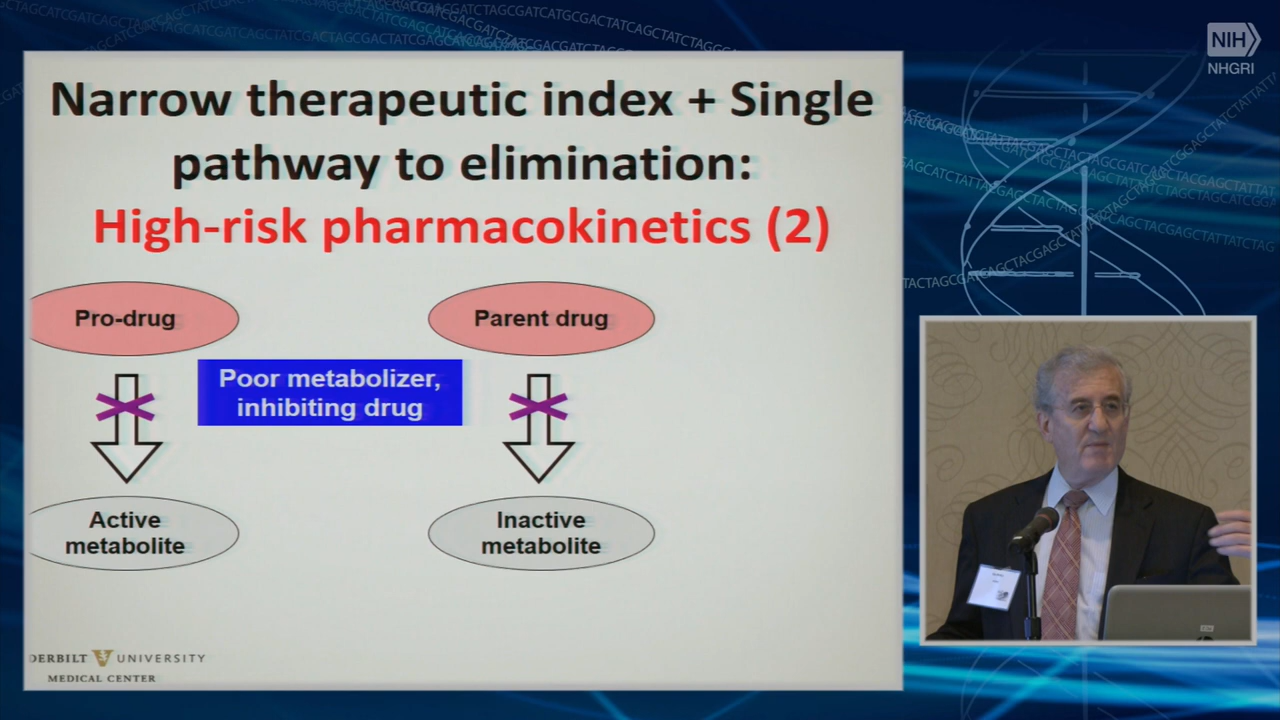 NIH
NHGRI
Narrow therapeutic index + Single
pathway to elimination:
High-risk pharmacokinetics (2)
Pro-drug
Parent drug
Poor metabolizer,
inhibiting drug
Active
metabolite
Inactive
metabolite
DERBILT UNIVERSITY
MEDICAL CENTER